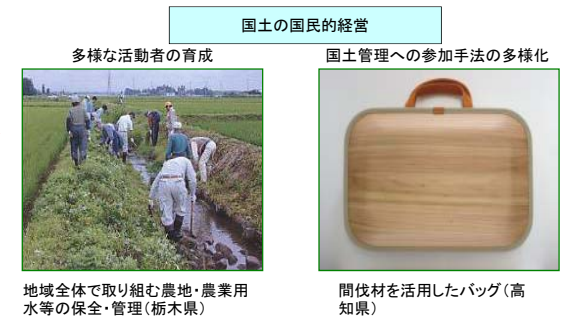 国土の国民的経営
多様な活動者の育成
国土管理への参加手法の多様化
地域全体で取り組む農地・農業用
水等の保全・管理(栃木県)
間伐材を活用したバッグ(高
知県)